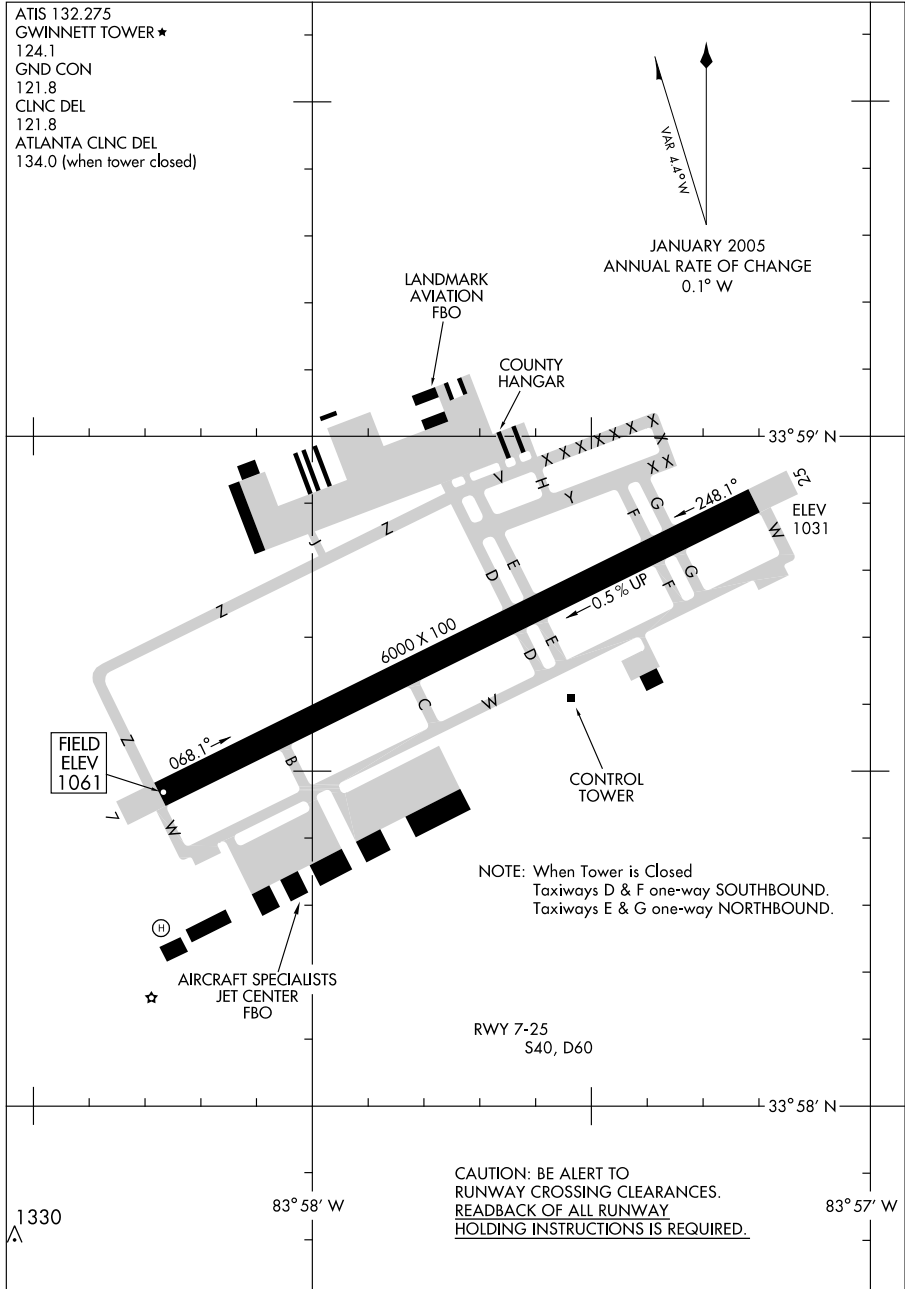 ATIS 132.275
GWINNETT TOWER★
124.1
GND CON
121.8
CLNC DEL
121.8
ATLANTA CLNC DEL
134.0 (when tower closed)
VAR 4.4° W
JANUARY 2005
ANNUAL RATE OF CHANGE
0.1° W
LANDMARK
AVIATION
FBO
COUNTY
HANGAR
33° 59' N
X X X X X X X
X
X X
V
H
Y
Z
J
Z
F
G
248.1°
25
ELEV
1031
W
D
E
F
G
0.5 % UP
6000 X 100
D
E
C
W
Z
068.1°
B
FIELD
ELEV
1061
7
W
CONTROL
TOWER
NOTE: When Tower is Closed
Taxiways D & F one-way SOUTHBOUND.
Taxiways E & G one-way NORTHBOUND.
H
AIRCRAFT SPECIALISTS
JET CENTER
FBO
RWY 7-25
S40, D60
33° 58' N
CAUTION: BE ALERT TO
RUNWAY CROSSING CLEARANCES.
READBACK OF ALL RUNWAY
HOLDING INSTRUCTIONS IS REQUIRED.
83° 58' W
83° 57' W
1330